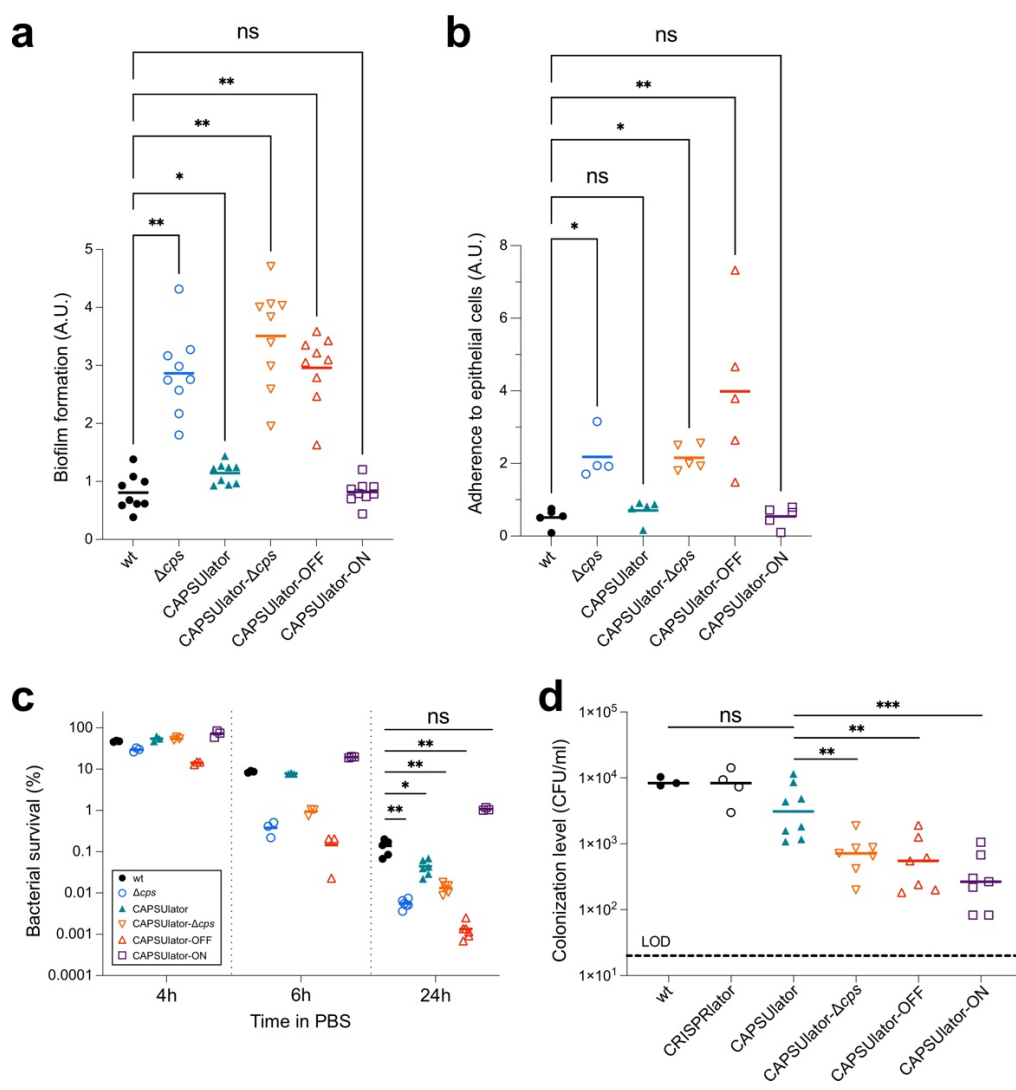 a
ns
**
**
*
**
Biofilm formation (A.U.)
5
4
3
2
1
0
wt
Δcps
CAPSUlator
CAPSUlator-Δcps
CAPSUlator-OFF
CAPSUlator-ON
b
ns
**
*
ns
*
Adherence to epithelial cells (A.U.)
8
6
4
2
0
wt
Δcps
CAPSUlator
CAPSUlator-Δcps
CAPSUlator-OFF
CAPSUlator-ON
c
ns
**
**
*
**
Bacterial survival (%)
100
10
1
0.1
0.01
0.001
0.0001
wt
Δcps
CAPSUlator
CAPSUlator-Δcps
CAPSUlator-OFF
CAPSUlator-ON
4h
6h
24h
Time in PBS
d
ns
***
**
**
Colonization level (CFU/ml)
1×10⁵
1×10⁴
1×10³
1×10²
1×10¹
LOD
wt
CRISPRlator
CAPSUlator
CAPSUlator-Δcps
CAPSUlator-OFF
CAPSUlator-ON